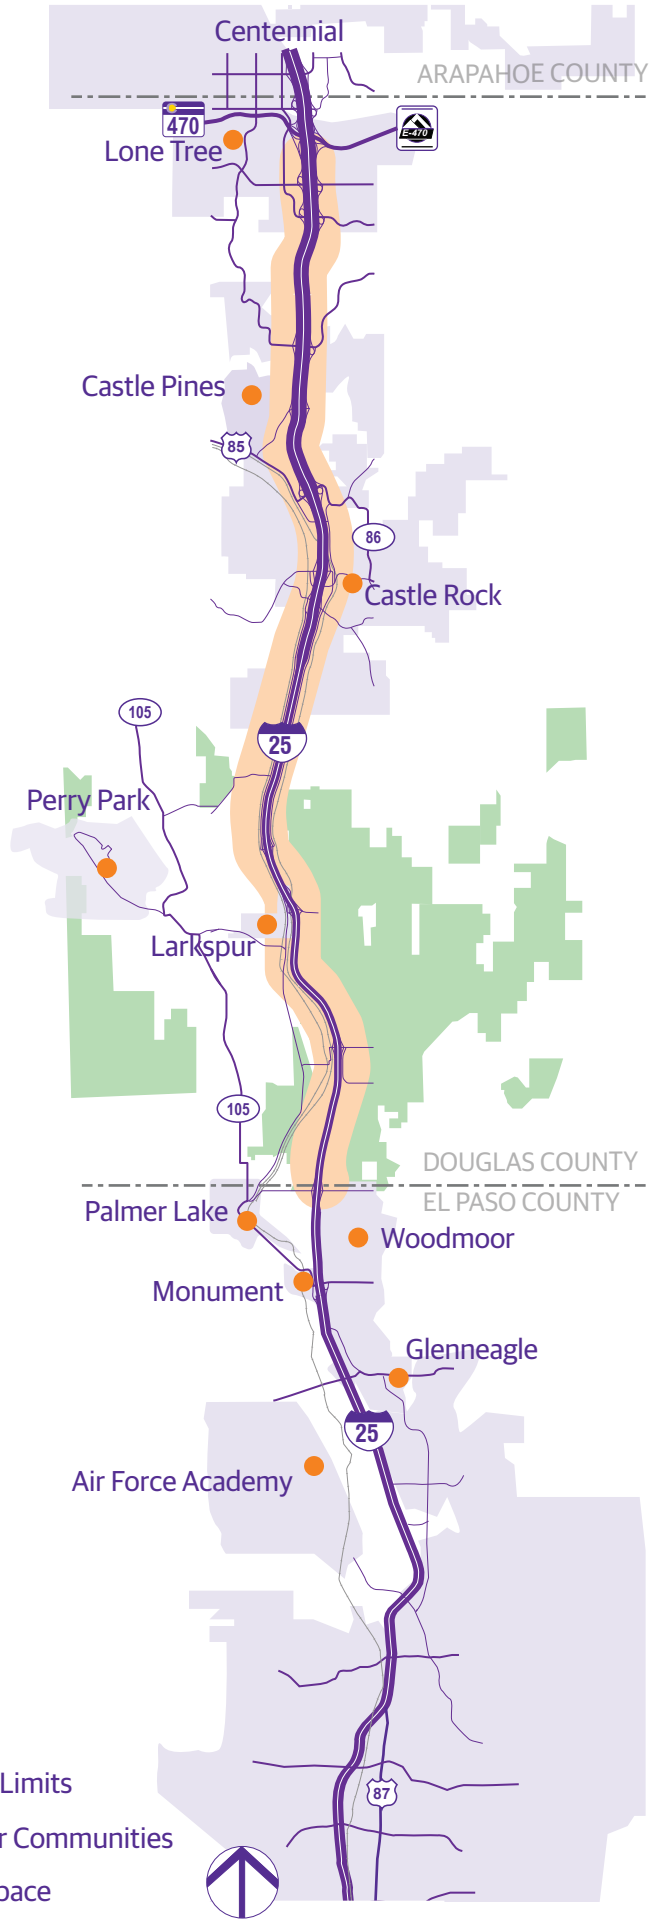 Centennial
ARAPAHOE COUNTY
470
E-470
Lone Tree
Castle Pines
85
86
Castle Rock
105
25
Perry Park
Larkspur
105
DOUGLAS COUNTY
EL PASO COUNTY
Palmer Lake
Woodmoor
Monument
Glenneagle
25
Air Force Academy
Limits
87
r Communities
pace